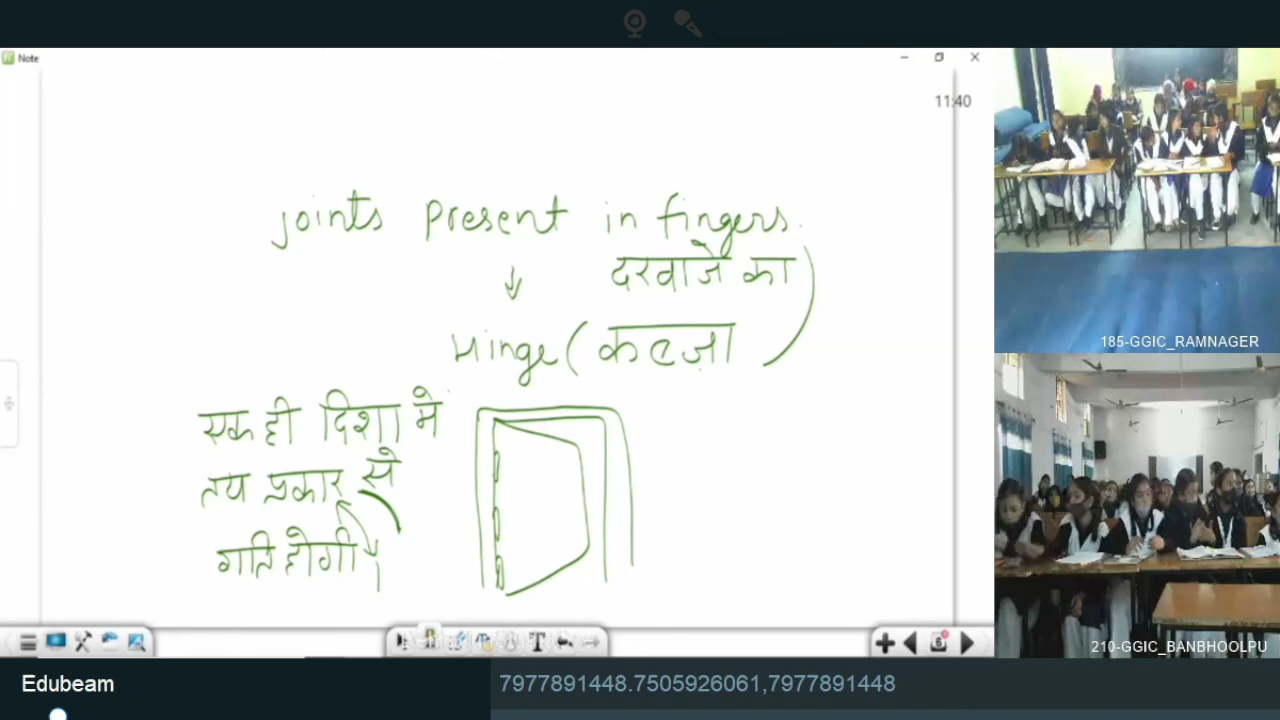 Note
11:40
joints present in fingers.
दरवाजे का
Hinge (कब्जा)
एक ही दिशा में
तय प्रकार से
गति होगी।
185-GGIC_RAMNAGER
210-GGIC_BANBHOOLPU
Edubeam
7977891448.7505926061,7977891448